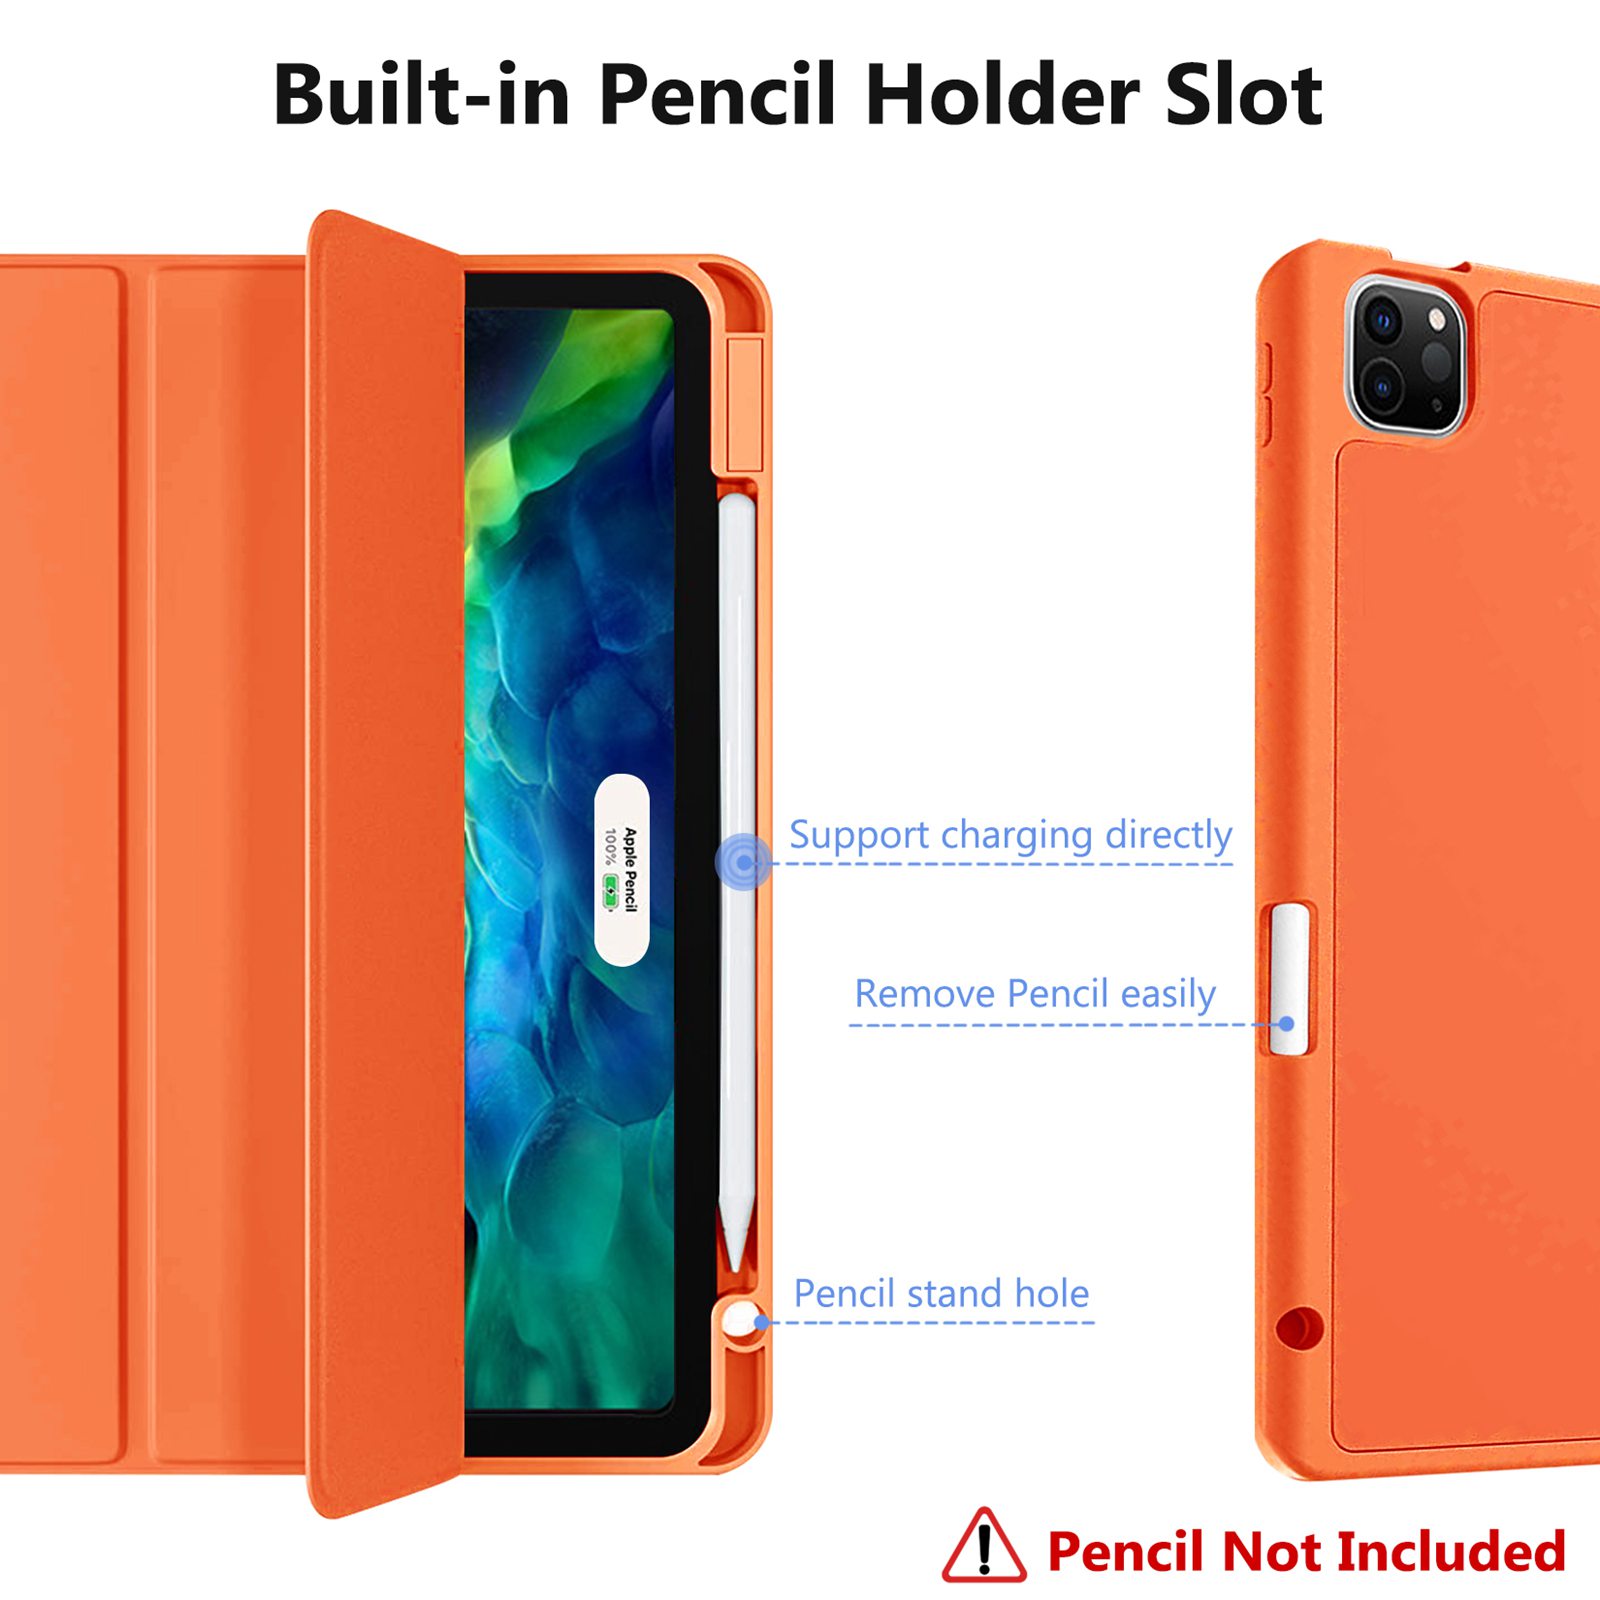 Built-in Pencil Holder Slot
Apple Pencil
100%
Support charging directly
Remove Pencil easily
Pencil stand hole
Pencil Not Included